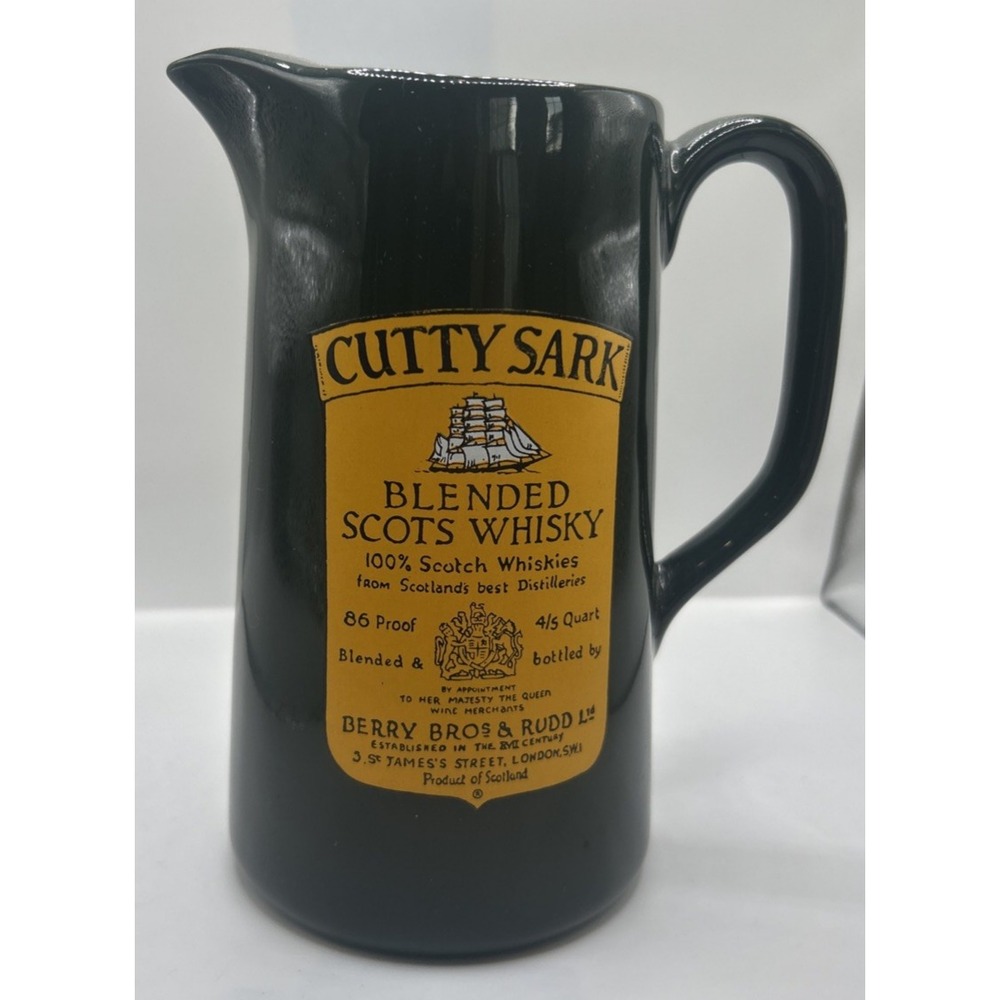 CUTTY SARK
BLENDED
SCOTS WHISKY
100% Scotch Whiskies
from Scotland's best Distilleries
86 Proof 4/5 Quart
Blended & bottled by
BY APPOINTMENT
TO HER MAJESTY THE QUEEN
WINE MERCHANTS
BERRY BROS & RUDD Ltd
ESTABLISHED IN THE XVII CENTURY
3, St JAMES'S STREET, LONDON, S.W.1
Product of Scotland
®